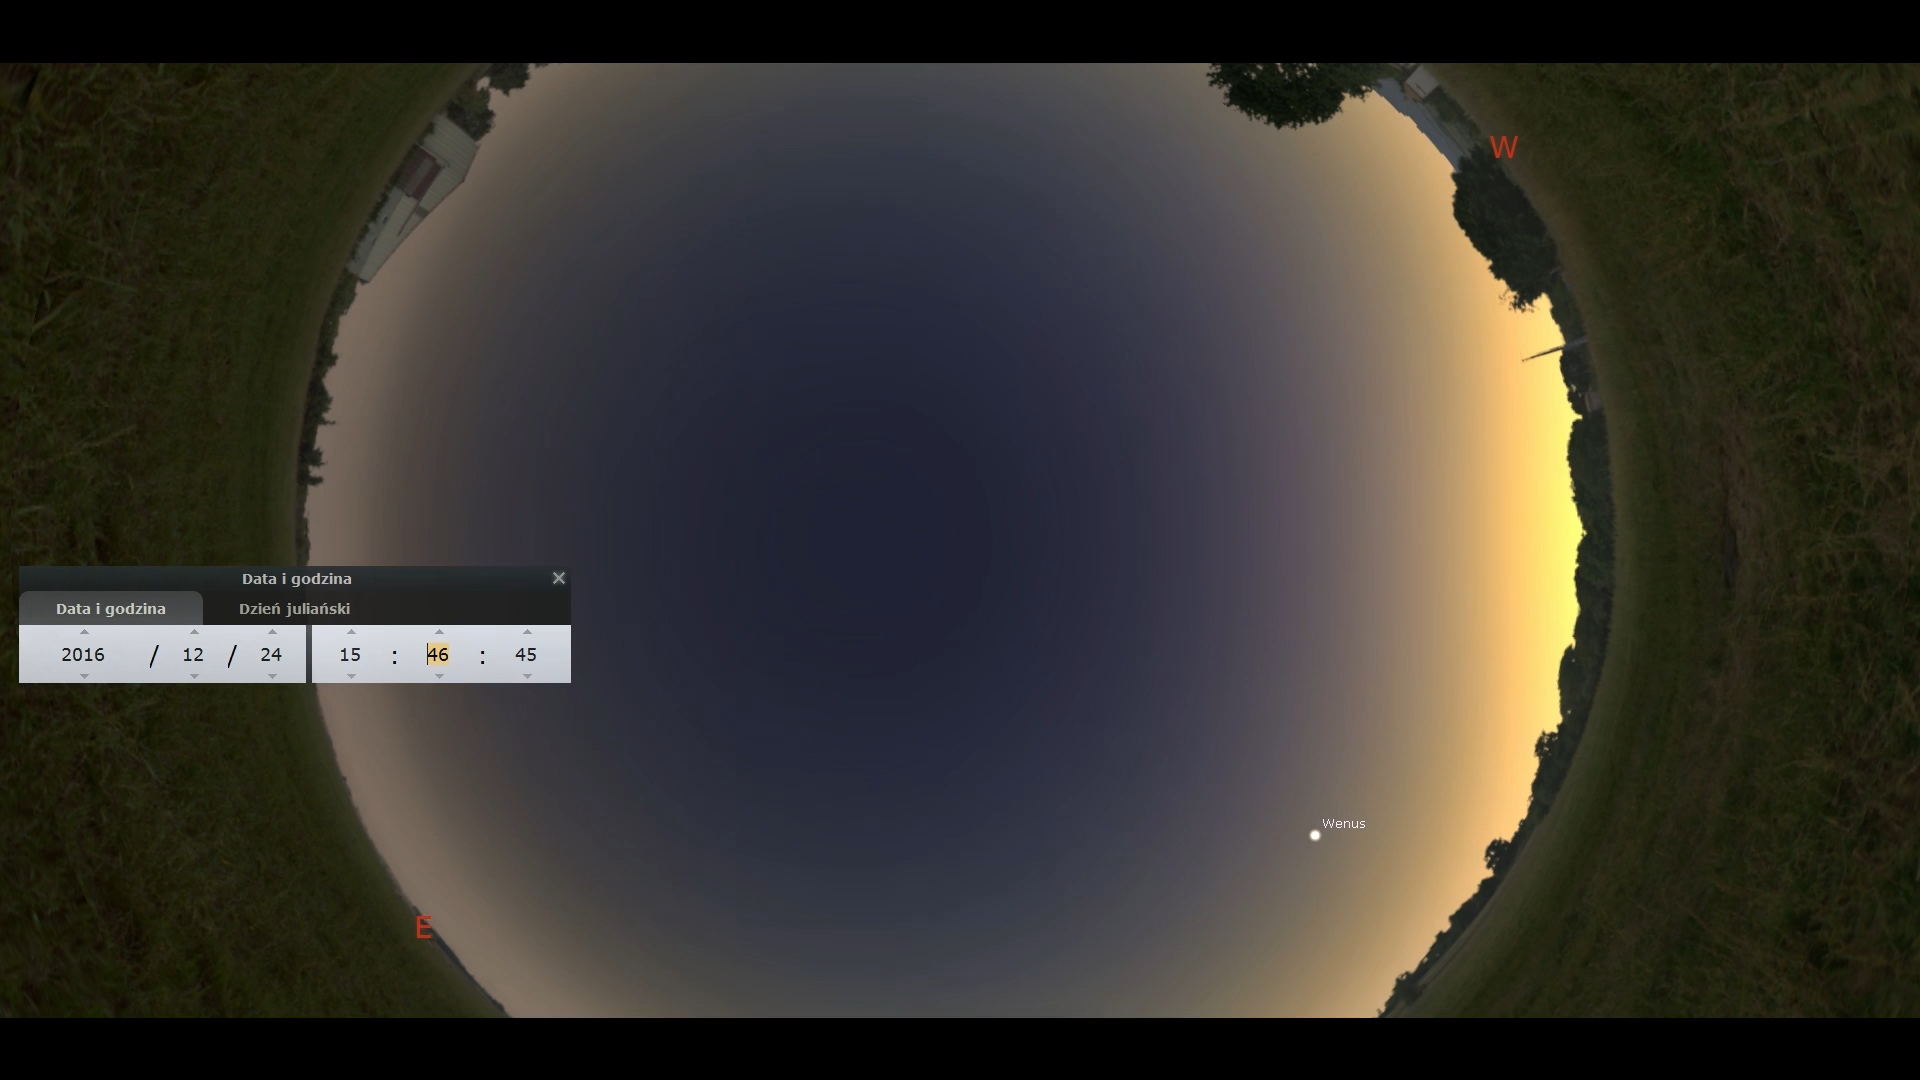 W
Data i godzina
Data i godzina Dzień juliański
2016 / 12 / 24 15 : 46 : 45
Wenus
E